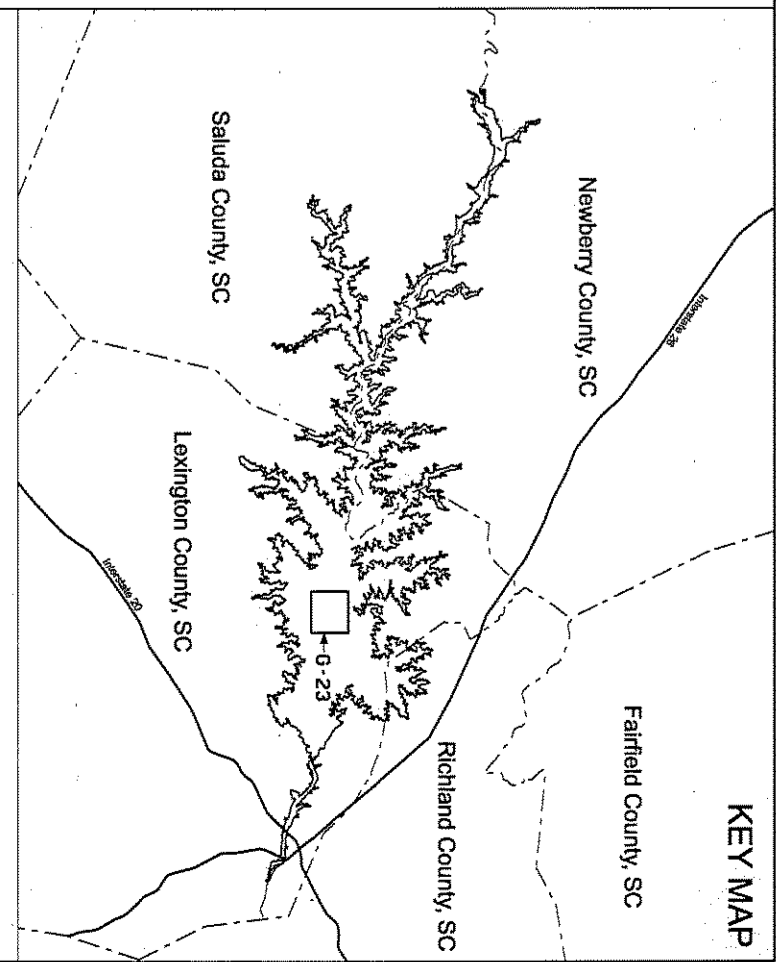 KEY MAP
Fairfield County, SC
Newberry County, SC
Interstate 26
Richland County, SC
Saluda County, SC
G-23
Lexington County, SC
Interstate 20